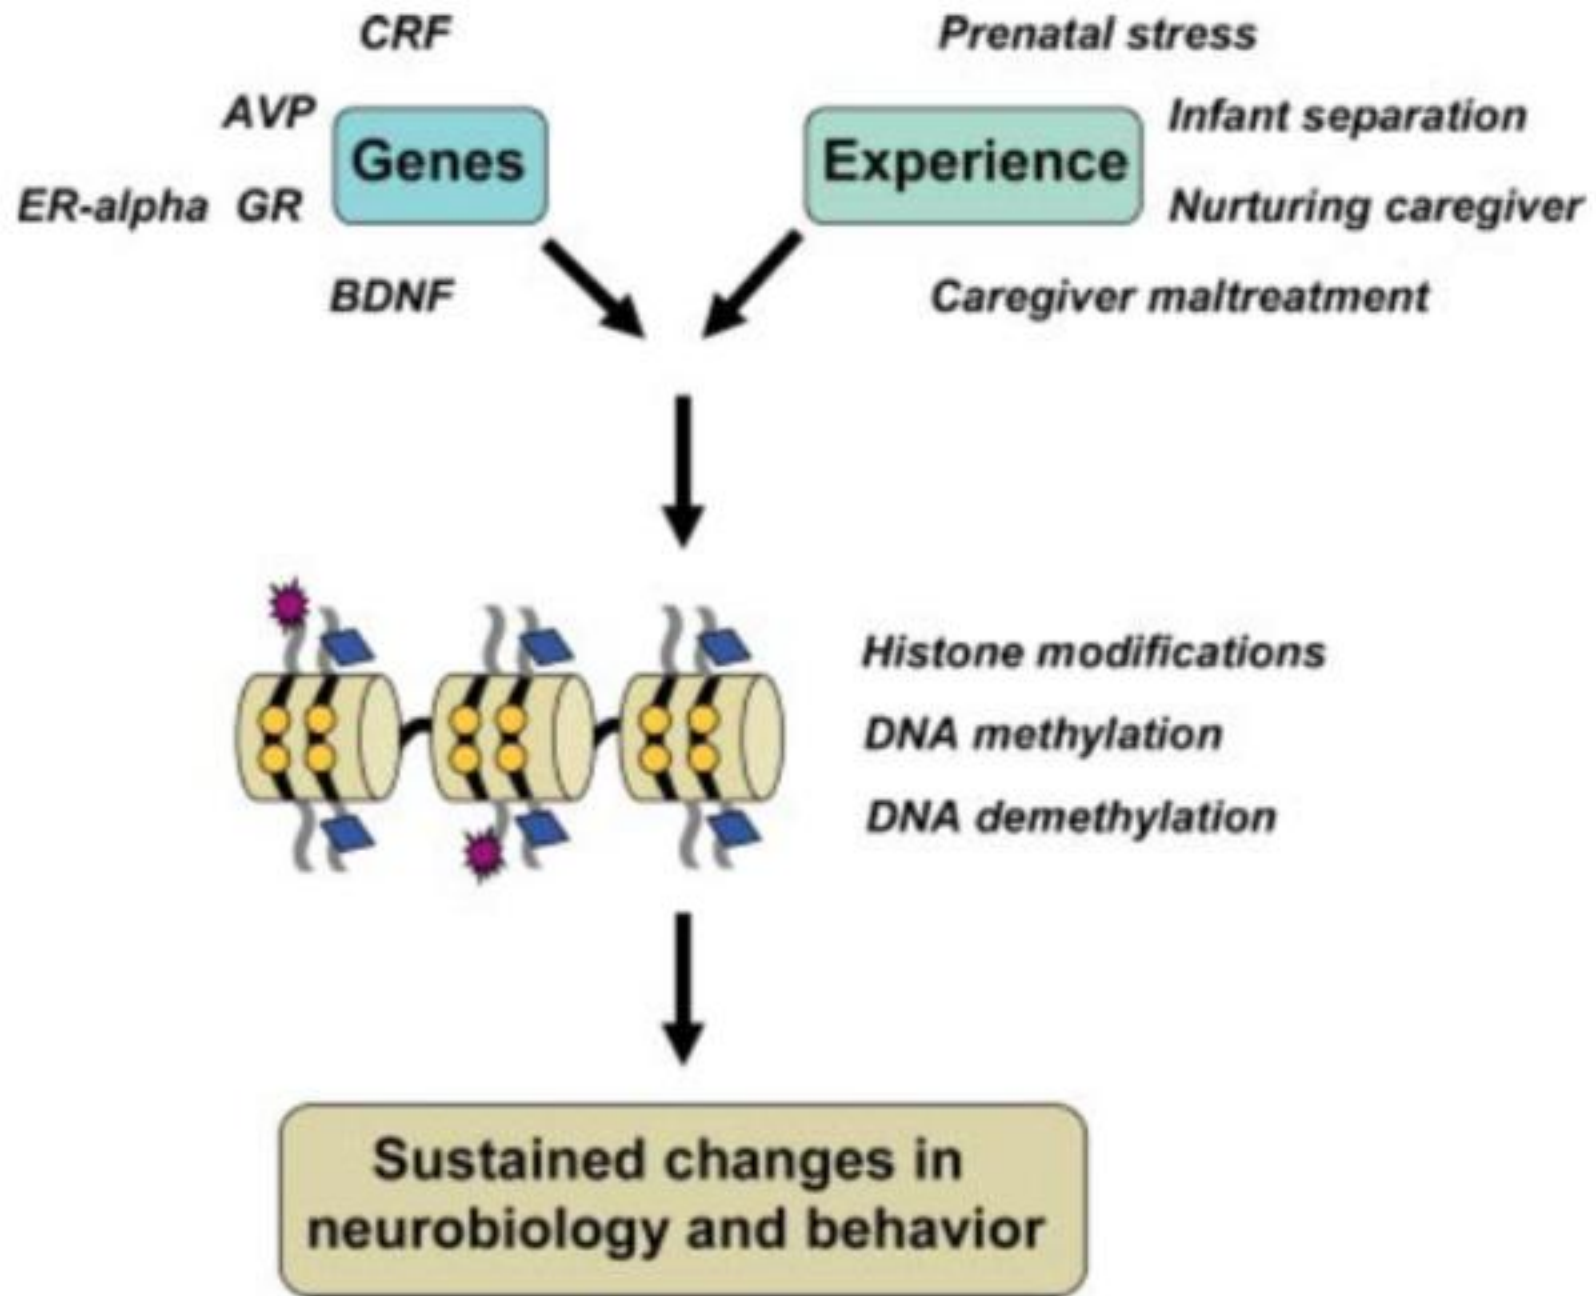 CRF
Prenatal stress
AVP
Genes
Experience
Infant separation
ER-alpha GR
Nurturing caregiver
BDNF
Caregiver maltreatment
Histone modifications
DNA methylation
DNA demethylation
Sustained changes in
neurobiology and behavior